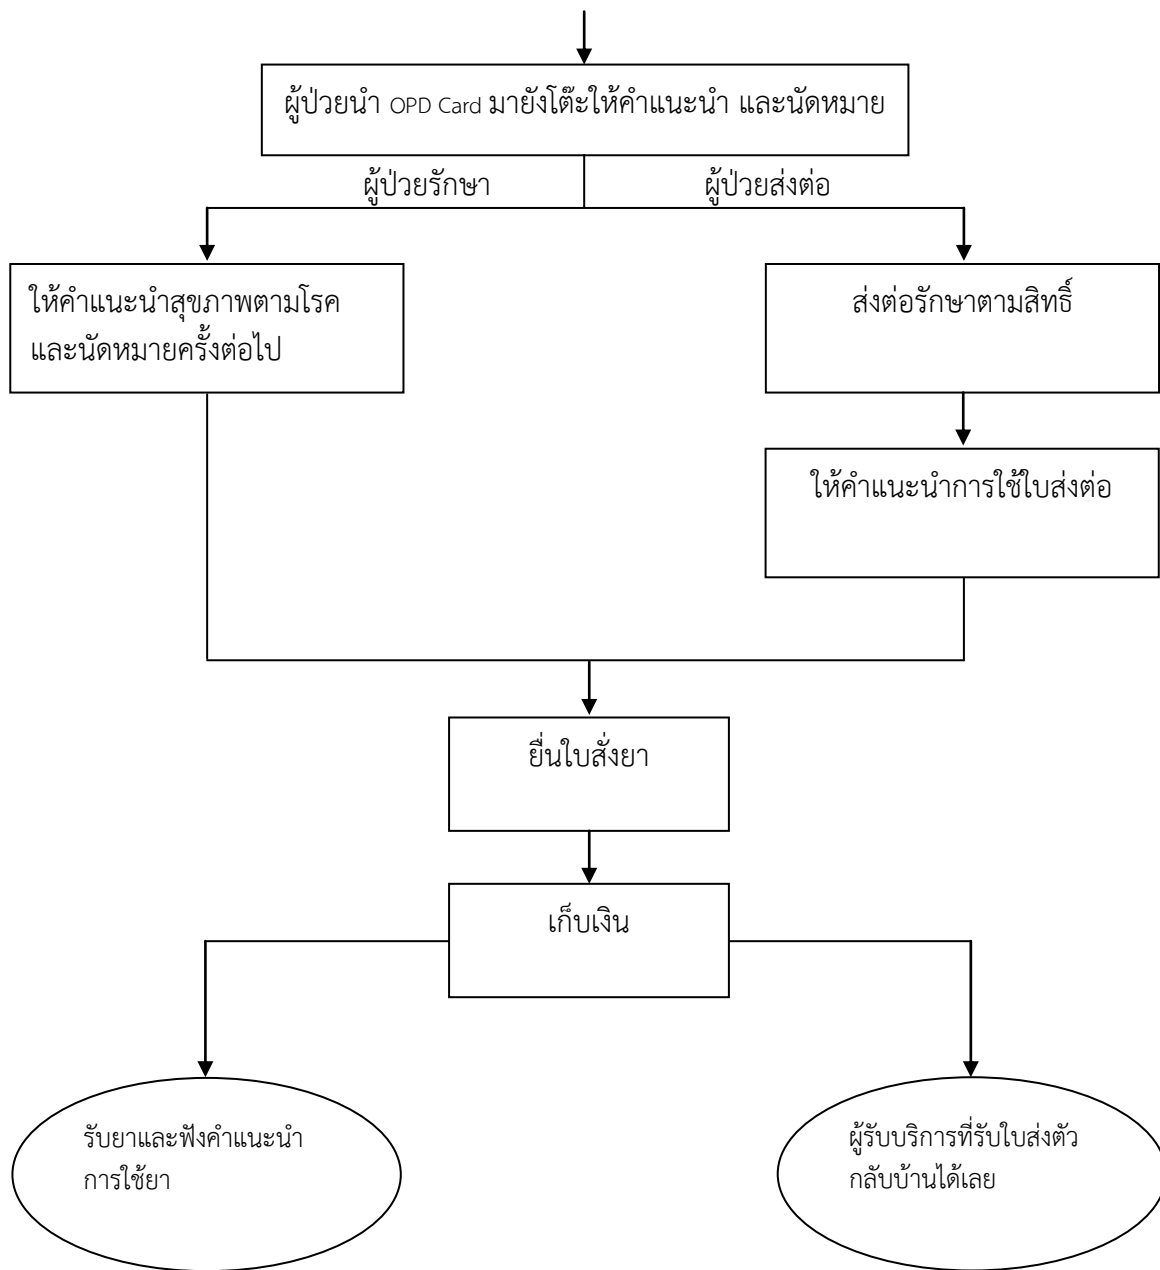 ผู้ป่วยนำ OPD Card มายังโต๊ะให้คำแนะนำ และนัดหมาย
ผู้ป่วยรักษา
ผู้ป่วยส่งต่อ
ให้คำแนะนำสุขภาพตามโรค
และนัดหมายครั้งต่อไป
ส่งต่อรักษาตามสิทธิ์
ให้คำแนะนำการใช้ใบส่งต่อ
ยื่นใบสั่งยา
เก็บเงิน
รับยาและฟังคำแนะนำ
การใช้ยา
ผู้รับบริการที่รับใบส่งตัว
กลับบ้านได้เลย